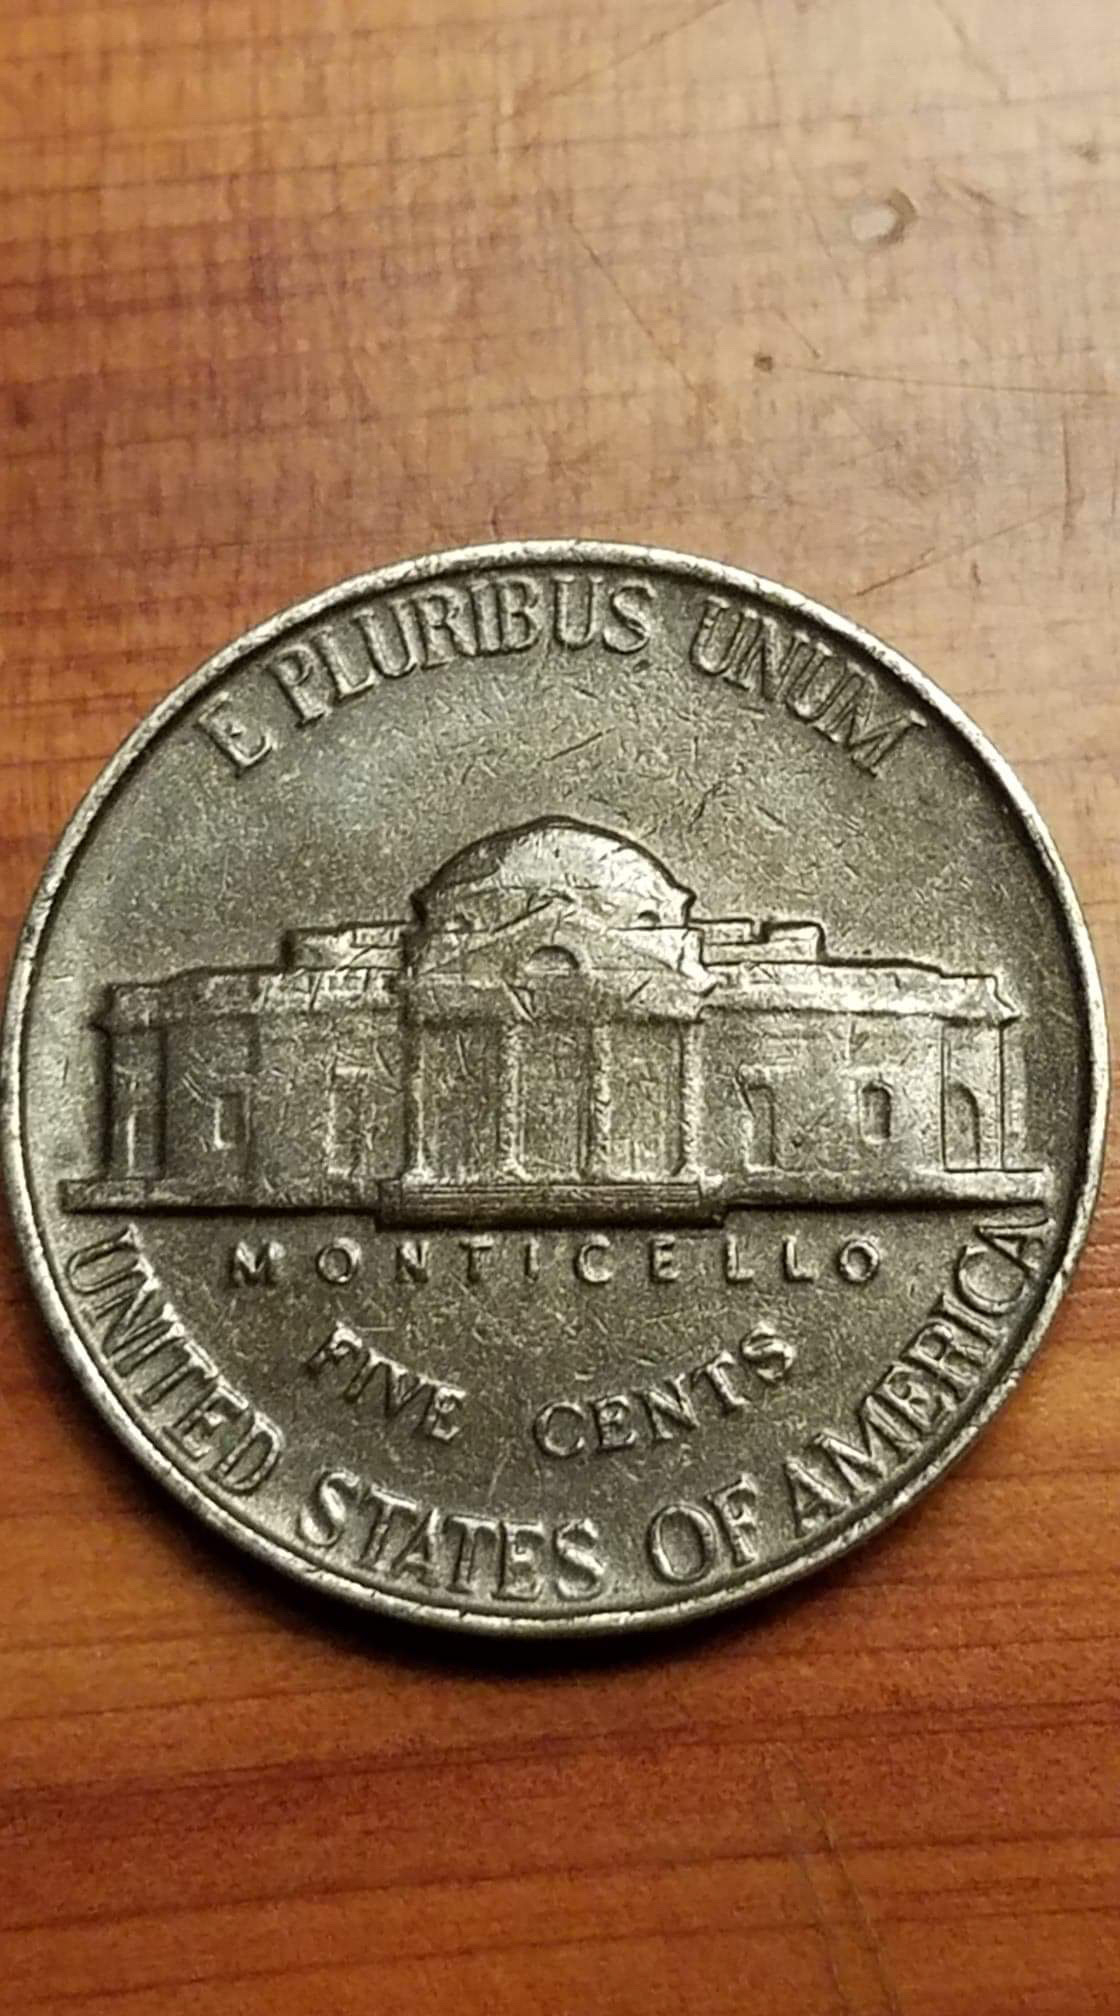 E PLURIBUS UNUM
MONTICELLO
FIVE CENTS
UNITED STATES OF AMERICA